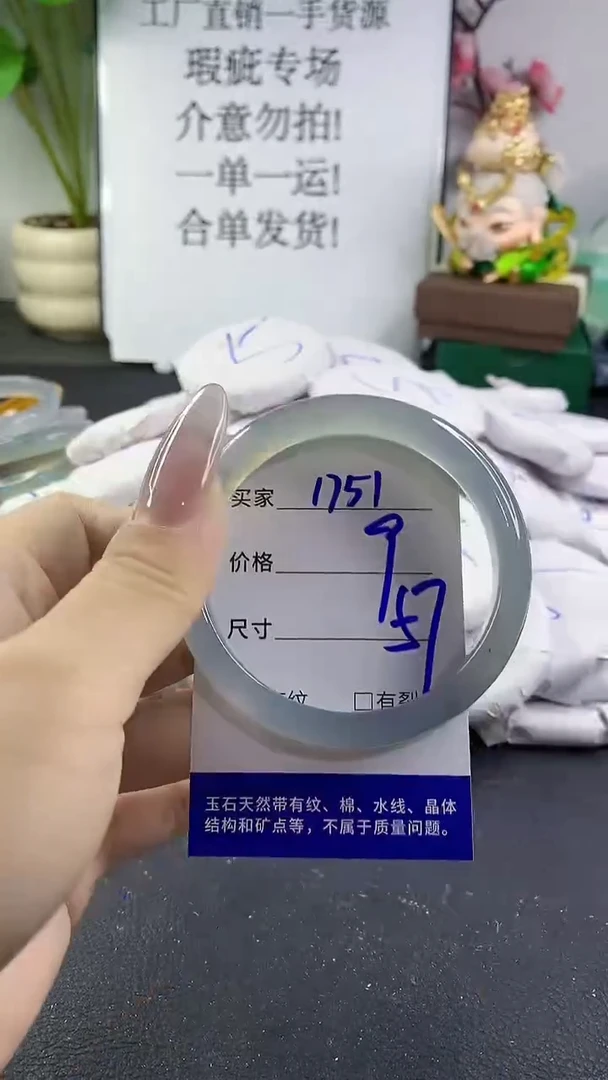 工厂直销一手货源
瑕疵专场
介意勿拍!
一单一运!
合单发货!
买家 1751
价格 9
尺寸 57
纹 □有裂
玉石天然带有纹、棉、水线、晶体
结构和矿点等，不属于质量问题。